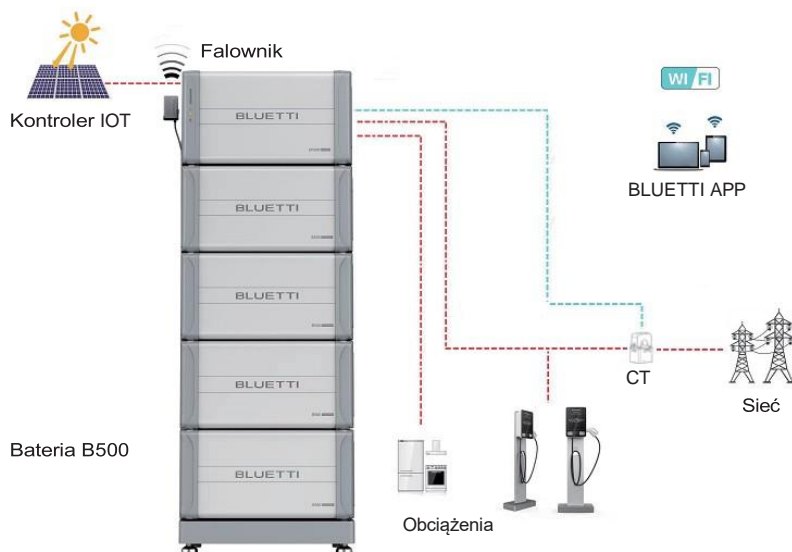 Falownik
WI FI
Kontroler IOT
BLUETTI
BLUETTI APP
BLUETTI
BLUETTI
CT
BLUETTI
Sieć
Bateria B500
BLUETTI
Obciążenia